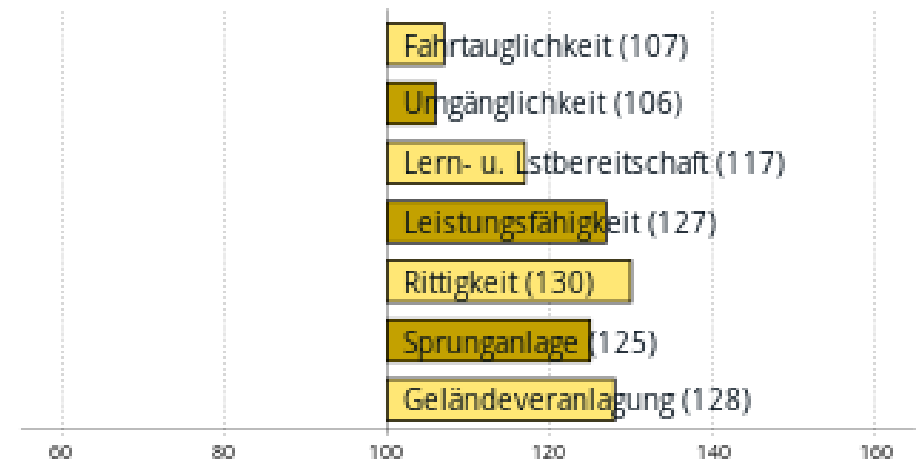 Fahrtauglichkeit (107)
Umgänglichkeit (106)
Lern- u. Lstbereitschaft (117)
Leistungsfähigkeit (127)
Rittigkeit (130)
Sprunganlage (125)
Geländeveranlagung (128)
60 80 100 120 140 160